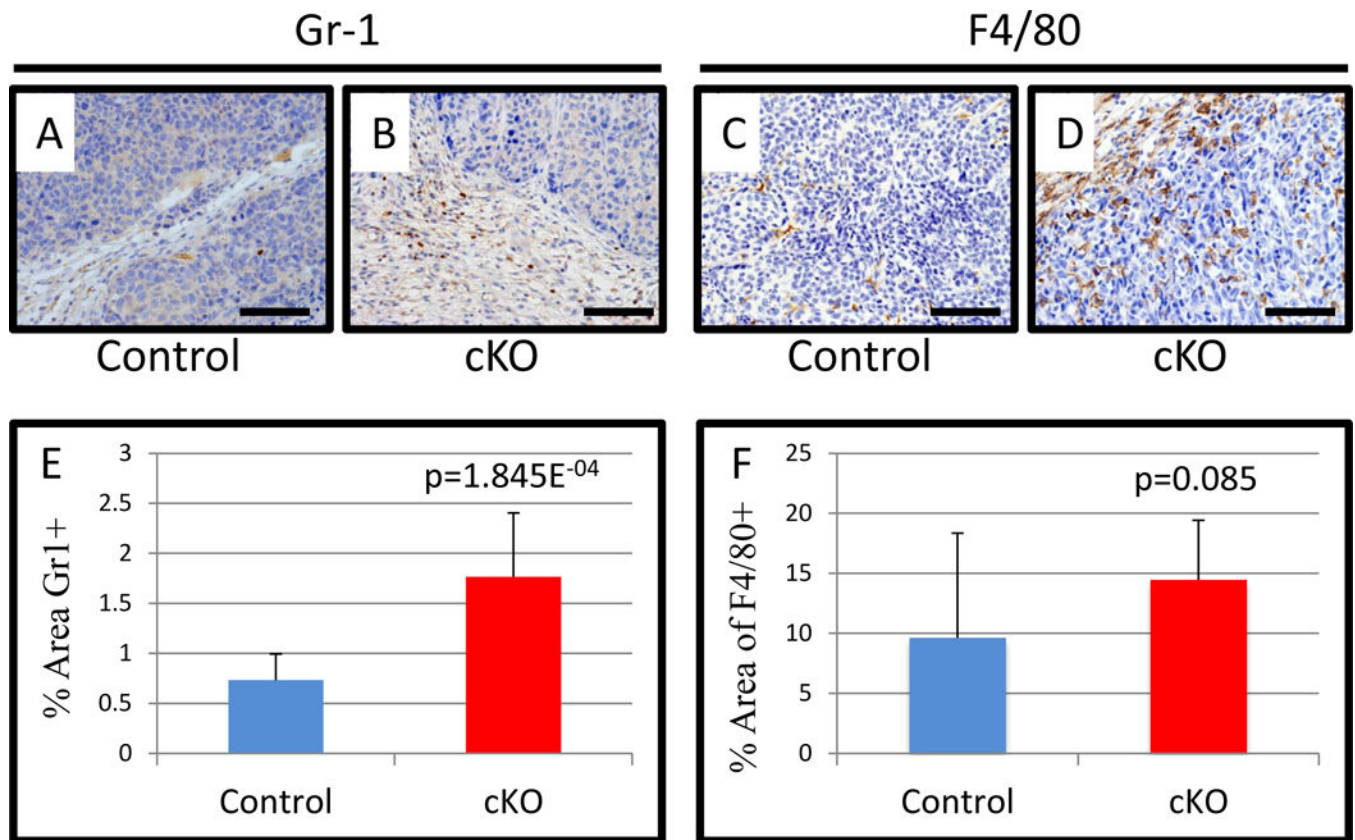 Gr-1
F4/80
A
B
C
D
Control
cKO
Control
cKO
E
% Area Gr1+
3
2.5
2
1.5
1
0.5
0
p=1.845E⁻⁰⁴
Control
cKO
F
% Area of F4/80+
25
20
15
10
5
0
p=0.085
Control
cKO